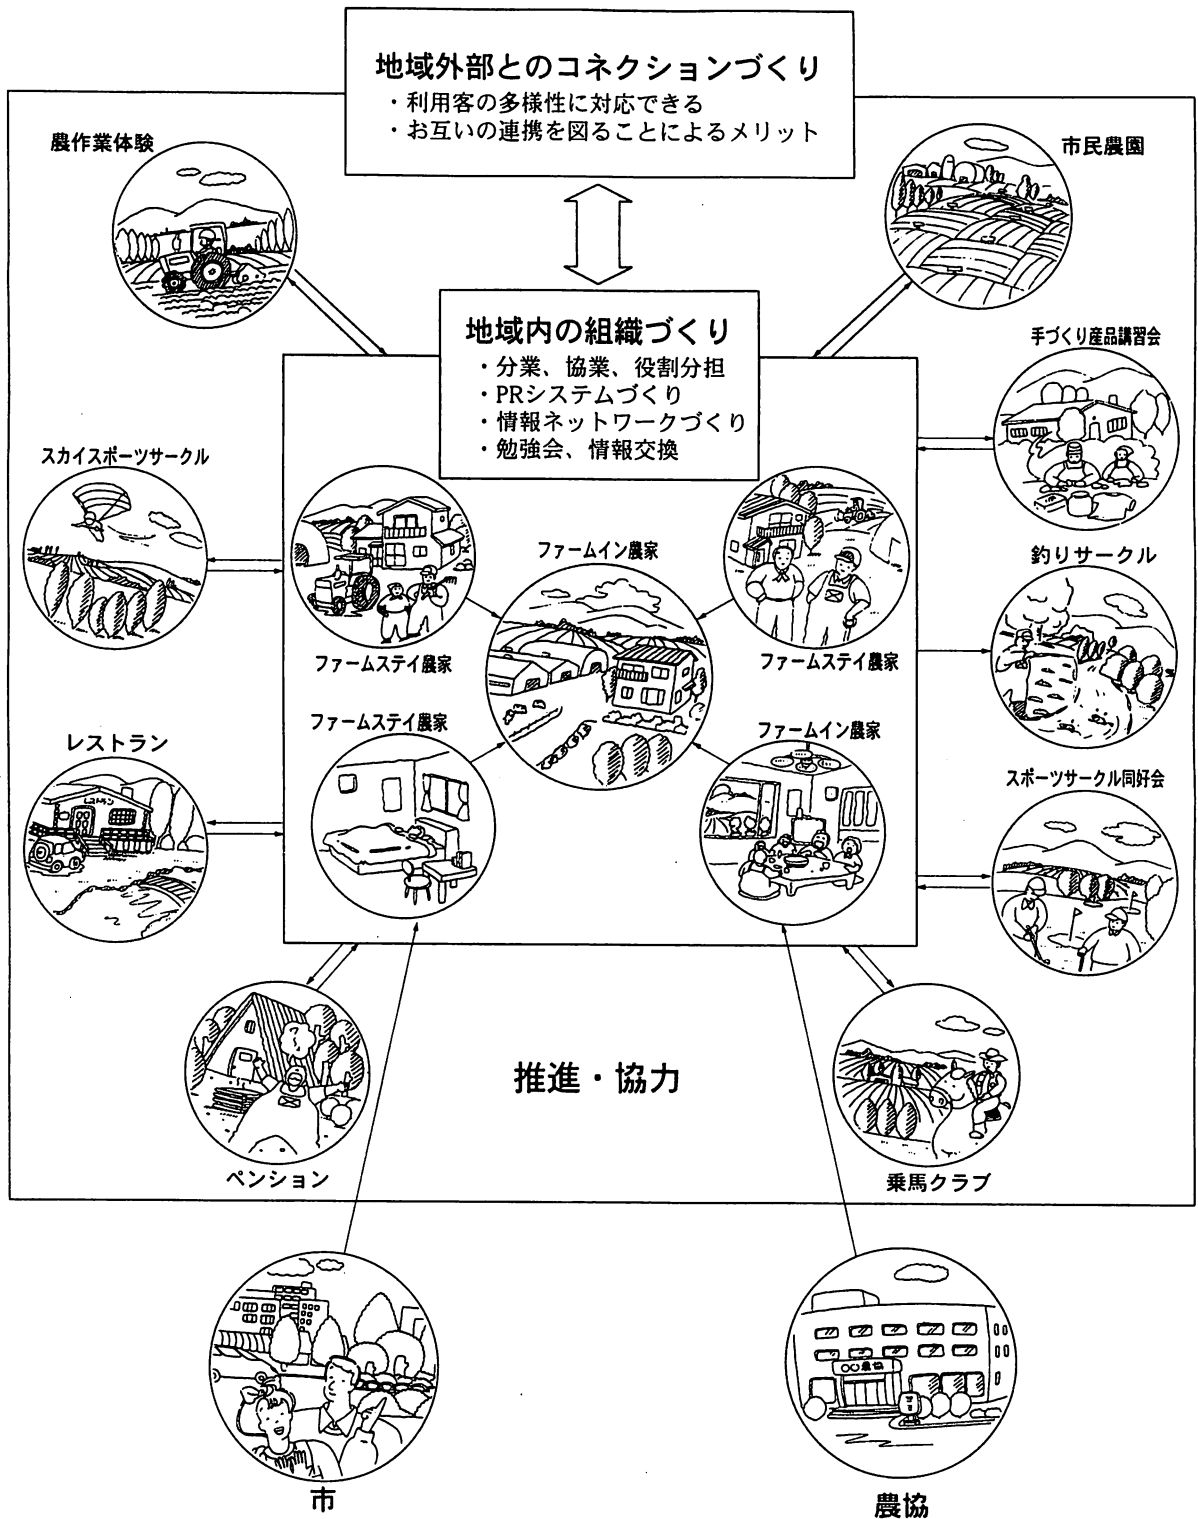 地域外部とのコネクションづくり
・利用客の多様性に対応できる
・お互いの連携を図ることによるメリット
農作業体験
市民農園
地域内の組織づくり
・分業、協業、役割分担
・PRシステムづくり
・情報ネットワークづくり
・勉強会、情報交換
手づくり産品講習会
スカイスポーツサークル
ファームイン農家
釣りサークル
ファームステイ農家
ファームステイ農家
ファームステイ農家
ファームイン農家
レストラン
レストラン
スポーツサークル同好会
推進・協力
ペンション
乗馬クラブ
〇〇農協
市
農協